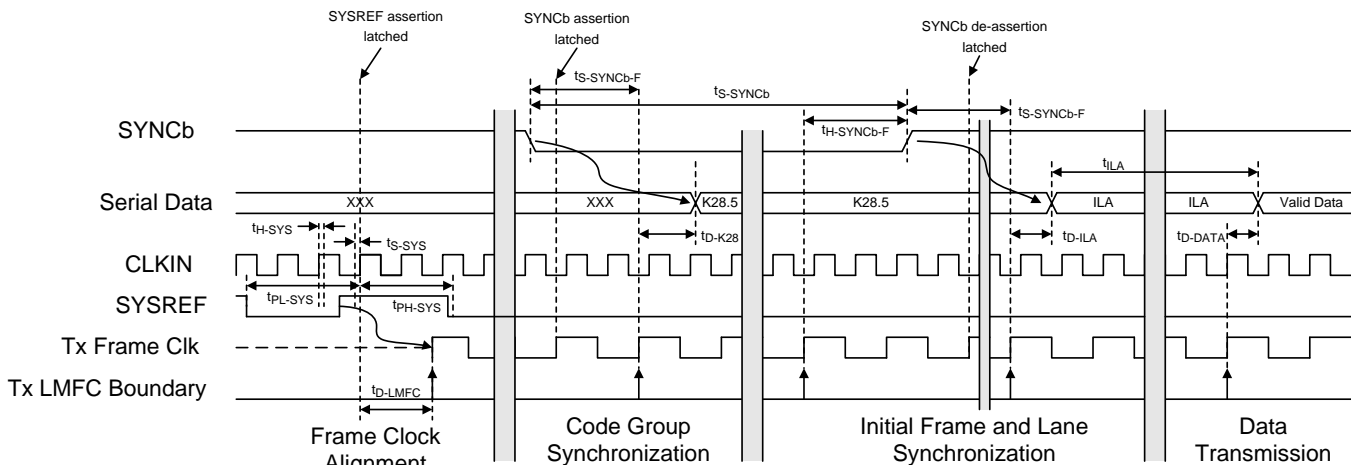 SYSREF assertion
latched
SYNCb assertion
latched
SYNCb de-assertion
latched
tS-SYNCb-F
tS-SYNCb
tS-SYNCb-F
SYNCb
tH-SYNCb-F
tILA
Serial Data
XXX
XXX
K28.5
K28.5
ILA
ILA
Valid Data
tH-SYS
tS-SYS
tD-K28
tD-ILA
tD-DATA
CLKIN
tPL-SYS
tPH-SYS
SYSREF
Tx Frame Clk
Tx LMFC Boundary
tD-LMFC
Frame Clock
Alignment
Code Group
Synchronization
Initial Frame and Lane
Synchronization
Data
Transmission